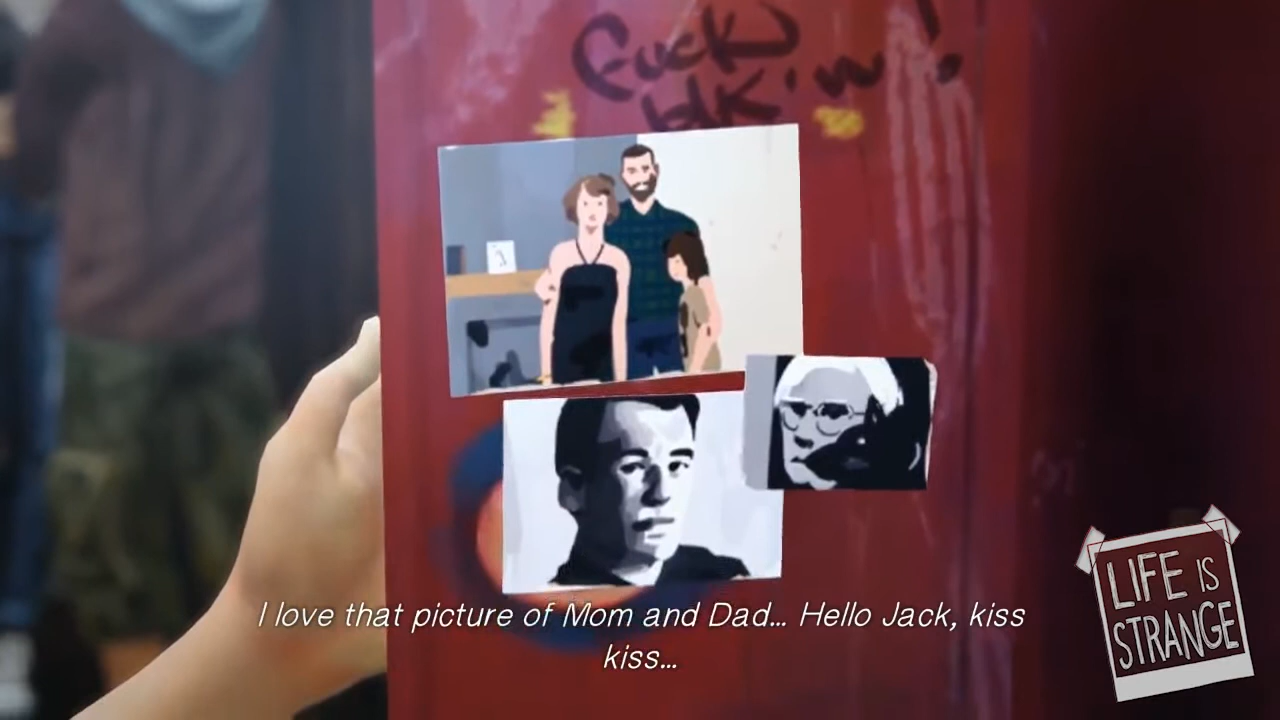 Fuck
I love that picture of Mom and Dad... Hello Jack, kiss
kiss...
LIFE IS
STRANGE